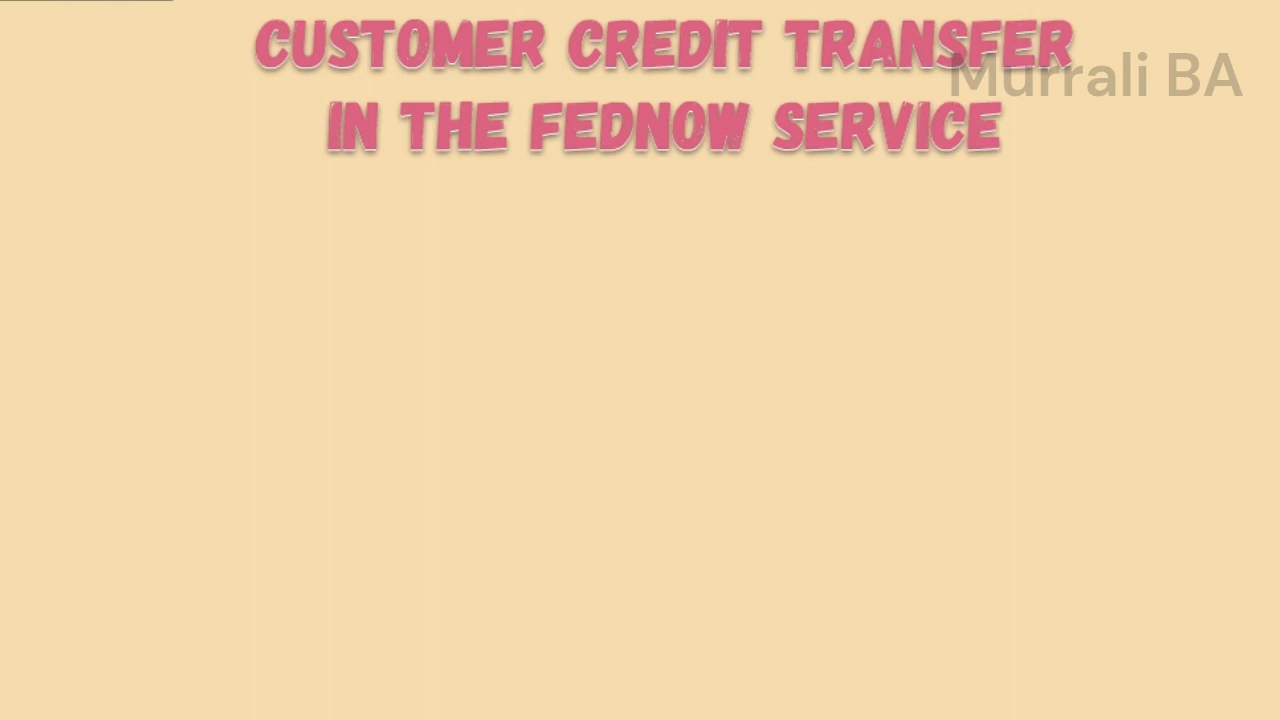 CUSTOMER CREDIT TRANSFER
Murrali BA
IN THE FEDNOW SERVICE